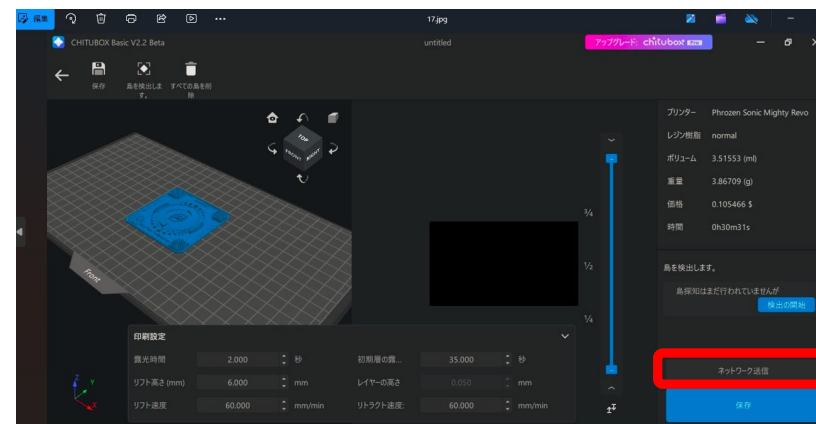 編集
17.jpg
CHITUBOX Basic V2.2 Beta
untitled
アップグレード: chitubox Pro
保存
島を検出しま
す。
すべての島を削
除
TOP
FRONT
RIGHT
Front
Z
Y
X
3/4
1/2
1/4
プリンター Phrozen Sonic Mighty Revo
レジン樹脂 normal
ボリューム 3.51553 (ml)
重量 3.86709 (g)
価格 0.105466 $
時間 0h30m31s
島を検出します。
島探知はまだ行われていませんが
検出の開始
ネットワーク送信
保存
印刷設定
露光時間 2.000 秒 初期層の露... 35.000 秒
リフト高さ (mm) 6.000 mm レイヤーの高さ 0.050 mm
リフト速度 60.000 mm/min リトラクト速度: 60.000 mm/min